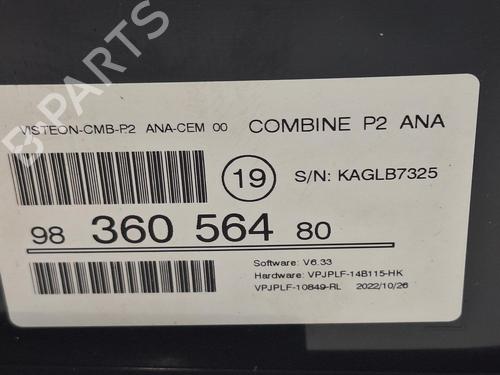 B-PARTS
VISTEON-CMB-P2 ANA-CEM 00 COMBINE P2 ANA
19 S/N: KAGLB7325
98 360 564 80
Software: V6.33
Hardware: VPJPLF-14B115-HK
VPJPLF-10849-RL 2022/10/26